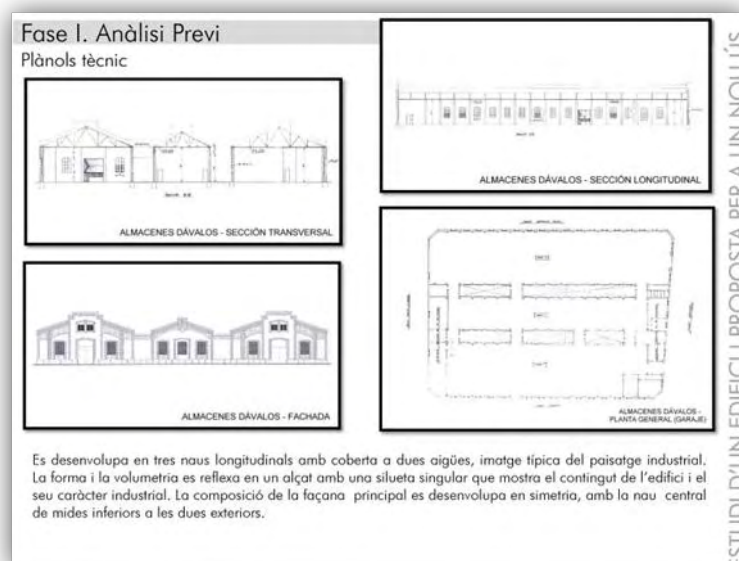 Fase I. Anàlisi Previ
Plànols tècnic
ALMACENES DÁVALOS - SECCIÓN TRANSVERSAL
ALMACENES DÁVALOS - SECCIÓN LONGITUDINAL
ALMACENES DÁVALOS - FACHADA
ALMACENES DÁVALOS -
PLANTA GENERAL (GARAJE)
Es desenvolupa en tres naus longitudinals amb coberta a dues aigües, imatge típica del paisatge industrial.
La forma i la volumetria es reflexa en un alçat amb una silueta singular que mostra el contingut de l'edifici i el
seu caràcter industrial. La composició de la façana principal es desenvolupa en simetria, amb la nau central
de mides inferiors a les dues exteriors.
ESTUDI D'UN EDIFICI I PROPOSTA PER A UN NOU ÚS